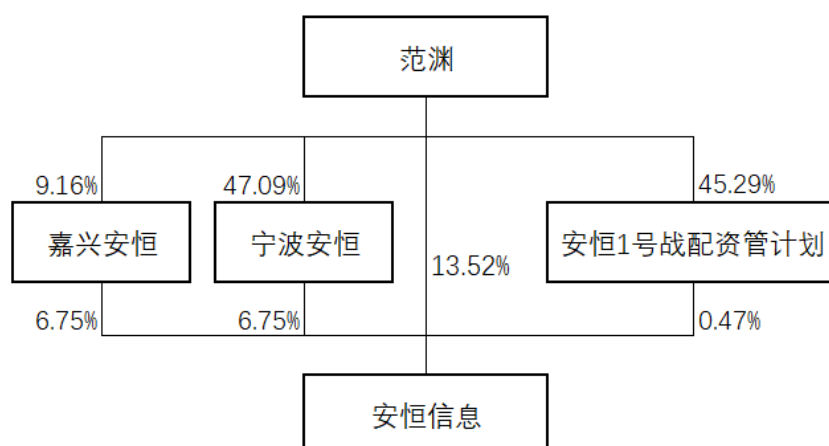 范渊
9.16%
47.09%
45.29%
嘉兴安恒
宁波安恒
13.52%
安恒1号战配资管计划
6.75%
6.75%
0.47%
安恒信息